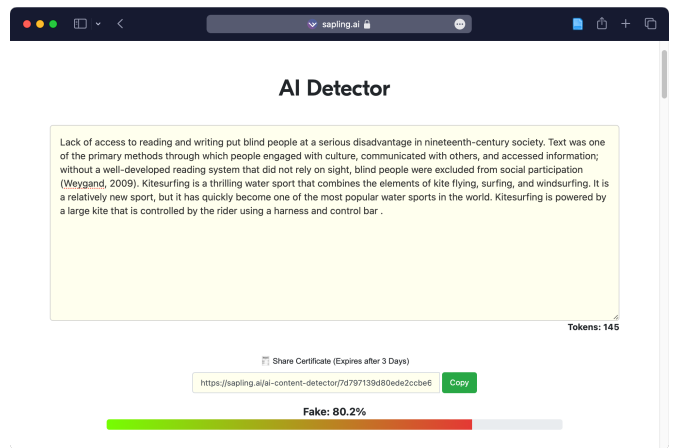 sapling.ai
AI Detector
Lack of access to reading and writing put blind people at a serious disadvantage in nineteenth-century society. Text was one
of the primary methods through which people engaged with culture, communicated with others, and accessed information;
without a well-developed reading system that did not rely on sight, blind people were excluded from social participation
(Weygand, 2009). Kitesurfing is a thrilling water sport that combines the elements of kite flying, surfing, and windsurfing. It is
a relatively new sport, but it has quickly become one of the most popular water sports in the world. Kitesurfing is powered by
a large kite that is controlled by the rider using a harness and control bar .
Tokens: 145
Share Certificate (Expires after 3 Days)
https://sapling.ai/ai-content-detector/7d797139d80ede2ccbe6
Copy
Fake: 80.2%